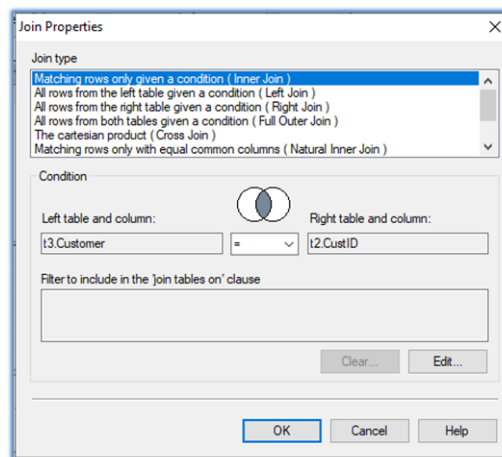 Join Properties
Join type
Matching rows only given a condition ( Inner Join )
All rows from the left table given a condition ( Left Join )
All rows from the right table given a condition ( Right Join )
All rows from both tables given a condition ( Full Outer Join )
The cartesian product ( Cross Join )
Matching rows only with equal common columns ( Natural Inner Join )
Condition
Left table and column: Right table and column:
t3.Customer = t2.CustID
Filter to include in the 'join tables on' clause
Clear... Edit...
OK Cancel Help